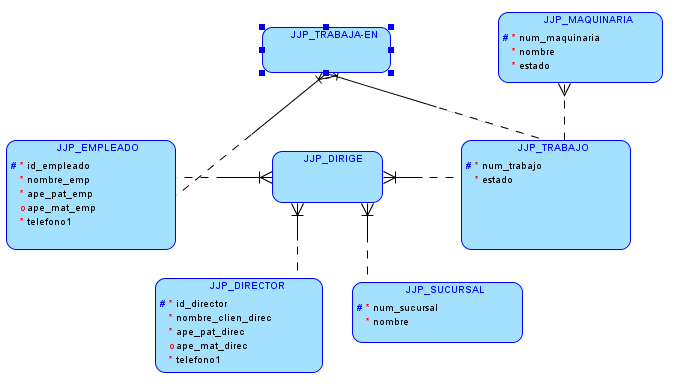 JJP_TRABAJA-EN
JJP_MAQUINARIA
# * num_maquinaria
* nombre
* estado
JJP_EMPLEADO
# * id_empleado
* nombre_emp
* ape_pat_emp
o ape_mat_emp
* telefono1
JJP_DIRIGE
JJP_TRABAJO
# * num_trabajo
* estado
JJP_DIRECTOR
# * id_director
* nombre_clien_direc
* ape_pat_direc
o ape_mat_direc
* telefono1
JJP_SUCURSAL
# * num_sucursal
* nombre